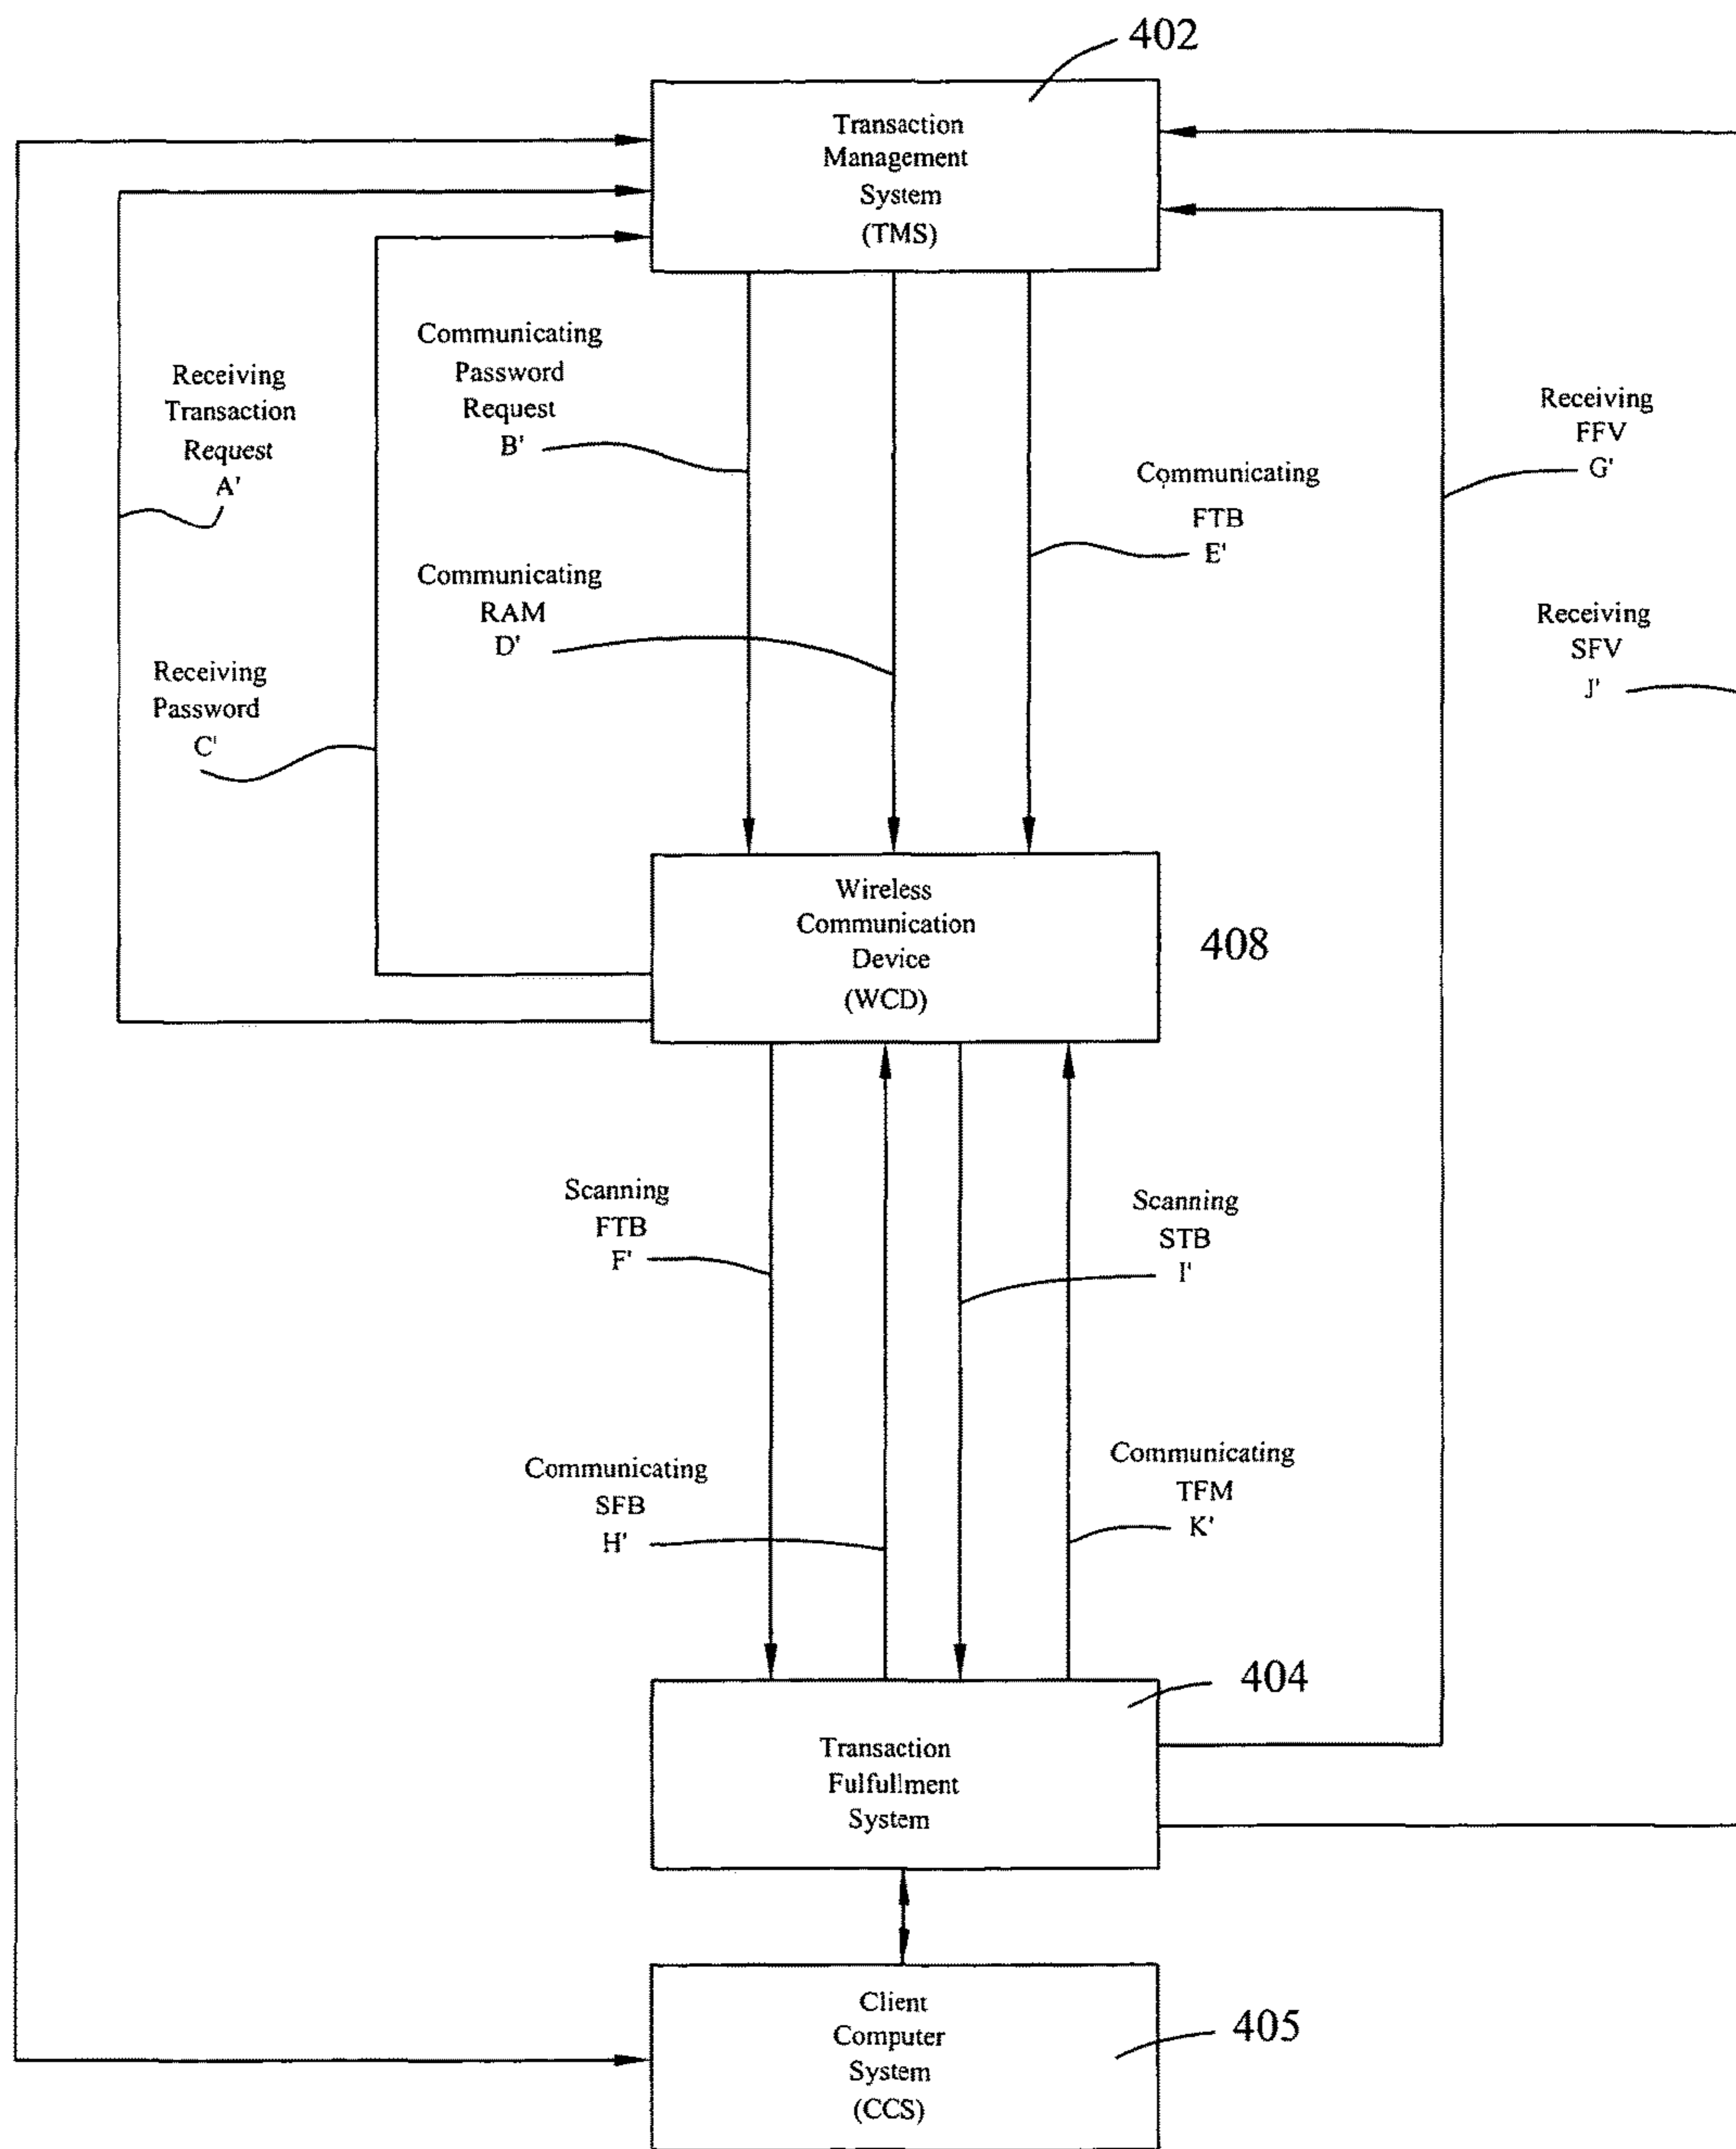 402
Transaction
Management
System
(TMS)
Communicating
Password
Request
B'
Receiving
Transaction
Request
A'
Receiving
FFV
G'
Communicating
FTB
E'
Communicating
RAM
D'
Receiving
SFV
J'
Receiving
Password
C'
Wireless
Communication
Device
(WCD)
408
Scanning
FTB
F'
Scanning
STB
I'
Communicating
SFB
H'
Communicating
TFM
K'
404
Transaction
Fulfullment
System
Client
Computer
System
(CCS)
405